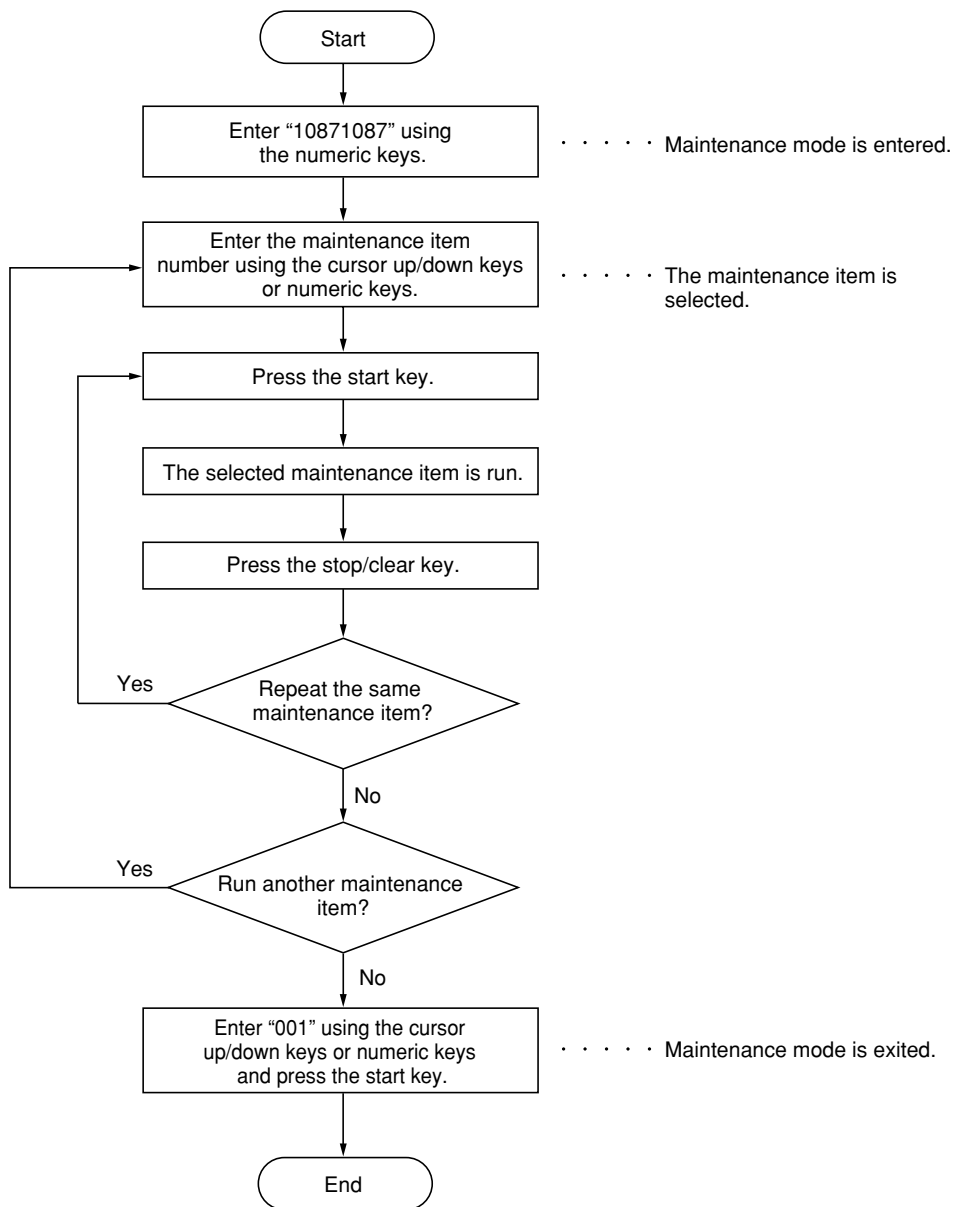 Start
Enter “10871087” using
the numeric keys.
· · · · · Maintenance mode is entered.
Enter the maintenance item
number using the cursor up/down keys
or numeric keys.
· · · · · The maintenance item is
selected.
Press the start key.
The selected maintenance item is run.
Press the stop/clear key.
Yes
Repeat the same
maintenance item?
No
Yes
Run another maintenance
item?
No
Enter “001” using the cursor
up/down keys or numeric keys
and press the start key.
· · · · · Maintenance mode is exited.
End